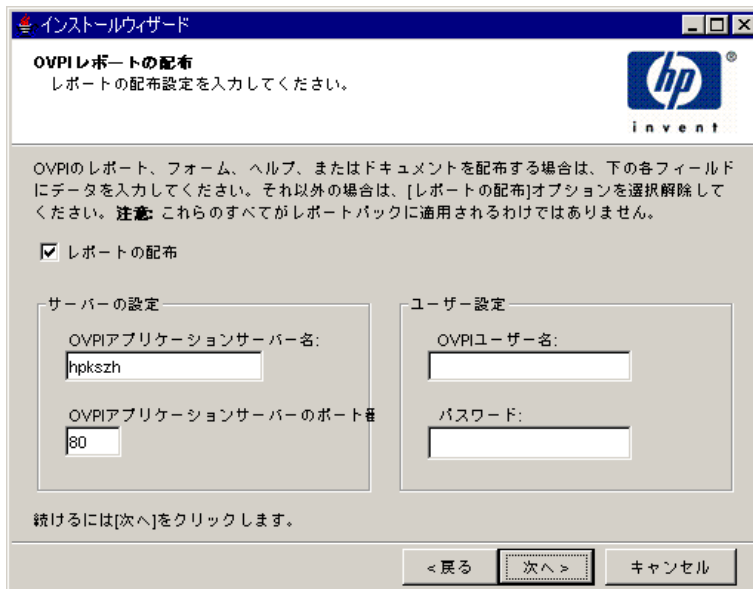 インストールウィザード
OVPIレポートの配布
レポートの配布設定を入力してください。
hp
®
invent
OVPIのレポート、フォーム、ヘルプ、またはドキュメントを配布する場合は、下の各フィールド
にデータを入力してください。それ以外の場合は、[レポートの配布]オプションを選択解除して
ください。注意: これらのすべてがレポートパックに適用されるわけではありません。
レポートの配布
サーバーの設定
OVPIアプリケーションサーバー名:
hpkszh
OVPIアプリケーションサーバーのポート番
80
ユーザー設定
OVPIユーザー名:
パスワード:
続けるには[次へ]をクリックします。
<戻る
次へ>
キャンセル